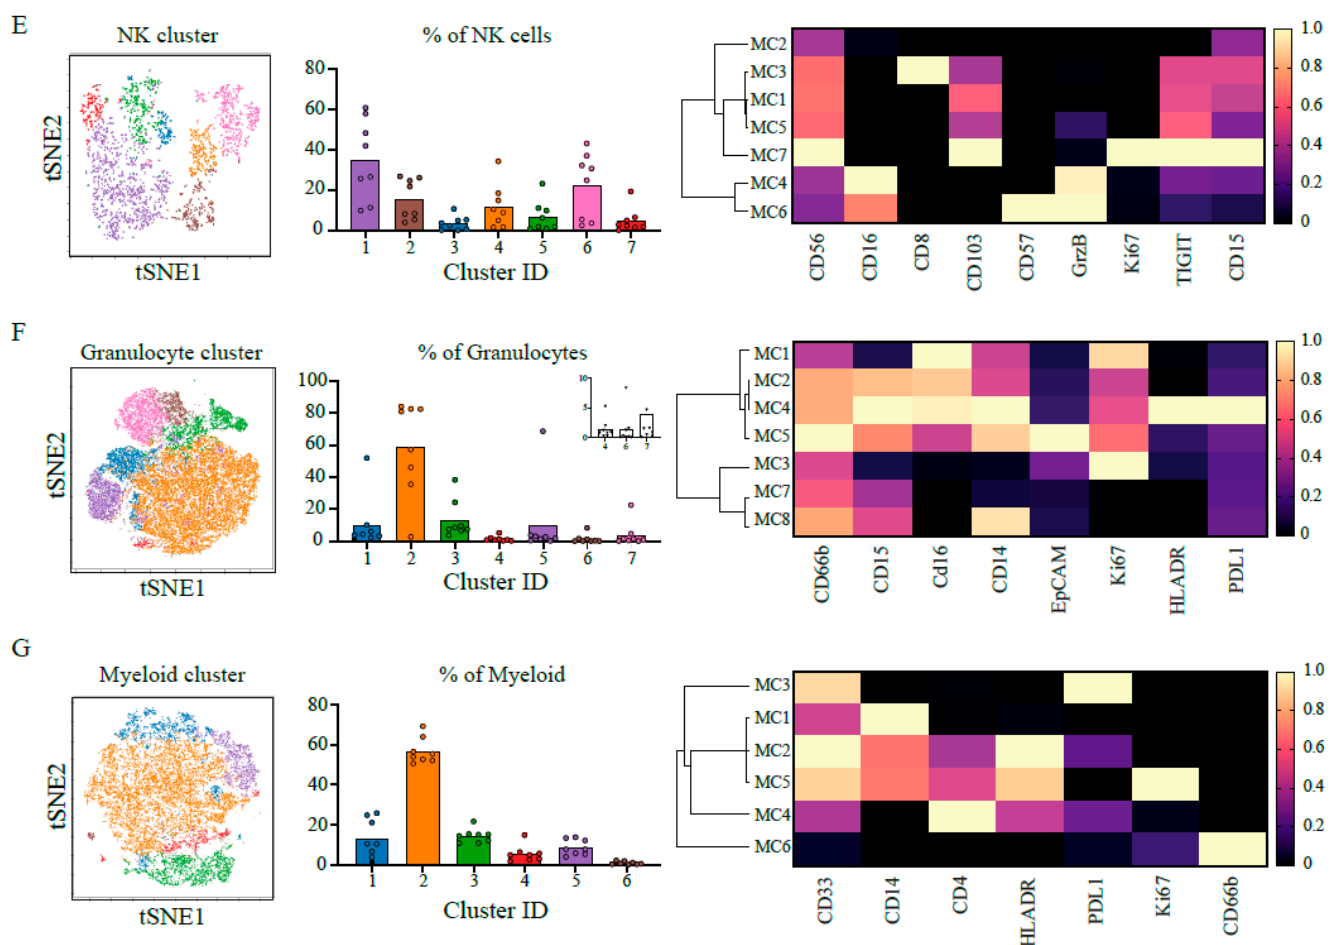 E
NK cluster
tSNE2
tSNE1
% of NK cells
80
60
40
20
0
1 2 3 4 5 6 7
Cluster ID
MC2
MC3
MC1
MC5
MC7
MC4
MC6
CD56 CD16 CD8 CD103 CD57 GrzB Ki67 TIGIT CD15
1.0
0.8
0.6
0.4
0.2
0
F
Granulocyte cluster
tSNE2
tSNE1
% of Granulocytes
100
80
60
40
20
0
1 2 3 4 5 6 7
Cluster ID
10
5
0
4 6 7
MC1
MC2
MC4
MC5
MC3
MC7
MC8
CD66b CD15 Cd16 CD14 EpCAM Ki67 HLADR PDL1
1.0
0.8
0.6
0.4
0.2
0
G
Myeloid cluster
tSNE2
tSNE1
% of Myeloid
80
60
40
20
0
1 2 3 4 5 6
Cluster ID
MC3
MC1
MC2
MC5
MC4
MC6
CD33 CD14 CD4 HLADR PDL1 Ki67 CD66b
1.0
0.8
0.6
0.4
0.2
0